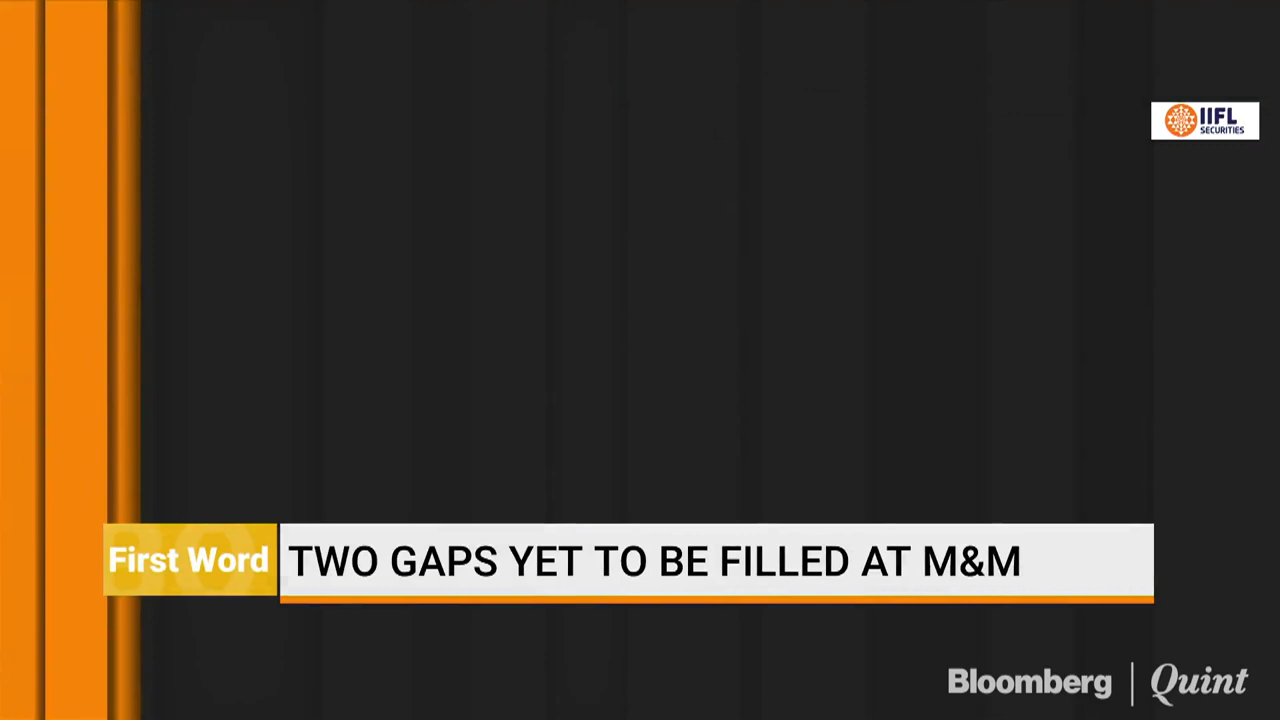 IIFL
SECURITIES
First Word
TWO GAPS YET TO BE FILLED AT M&M
Bloomberg | Quint